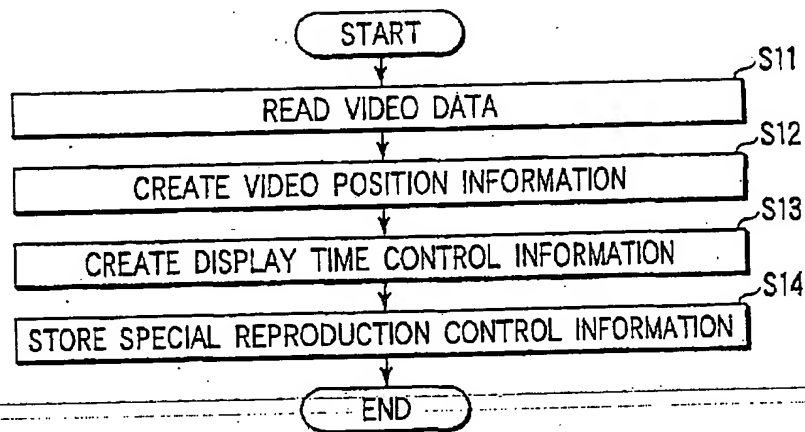 START
S11
READ VIDEO DATA
S12
CREATE VIDEO POSITION INFORMATION
S13
CREATE DISPLAY TIME CONTROL INFORMATION
S14
STORE SPECIAL REPRODUCTION CONTROL INFORMATION
END